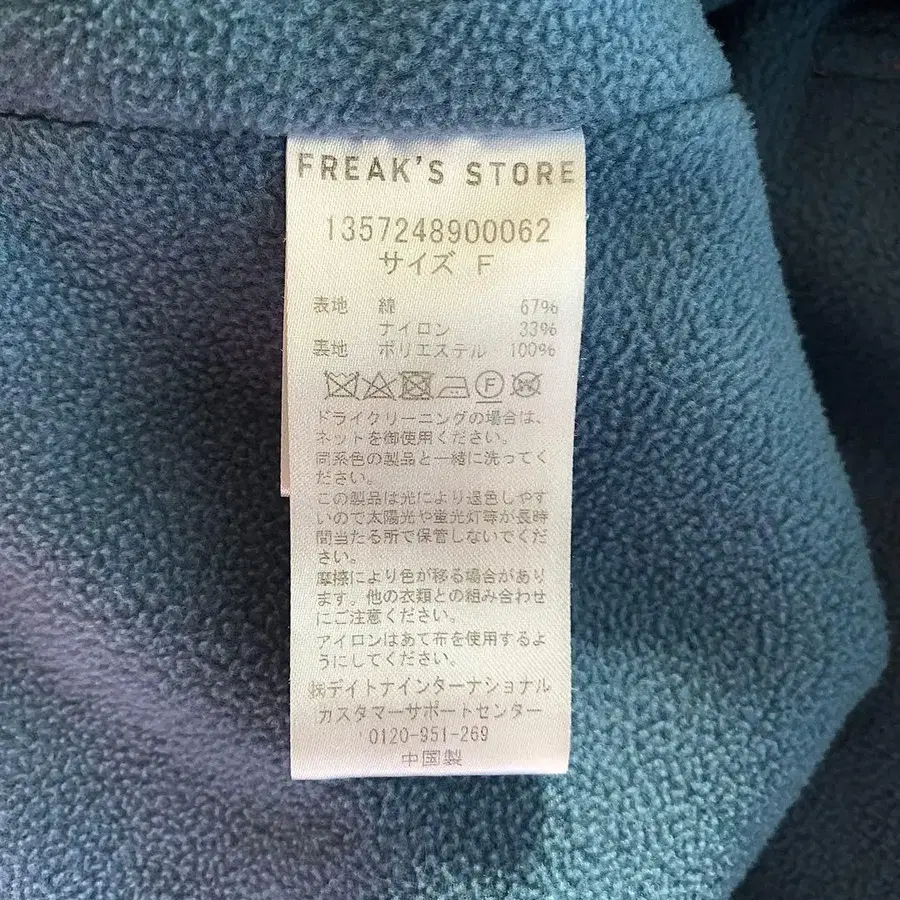 FREAK'S STORE
1357248900062
サイズ F
表地 綿 67%
ナイロン 33%
裏地 ポリエステル 100%
F
ドライクリーニングの場合は、
ネットを御使用ください。
同系色の製品と一緒に洗ってく
ださい。
この製品は光により退色しやす
いので太陽光や蛍光灯等が長時
間当たる所で保管しないでくだ
さい。
摩擦により色が移る場合があり
ます。他の衣類との組み合わせ
にご注意ください。
アイロンはあて布を使用するよ
うにしてください。
㈱デイトナインターナショナル
カスタマーサポートセンター
0120-951-269
中国製